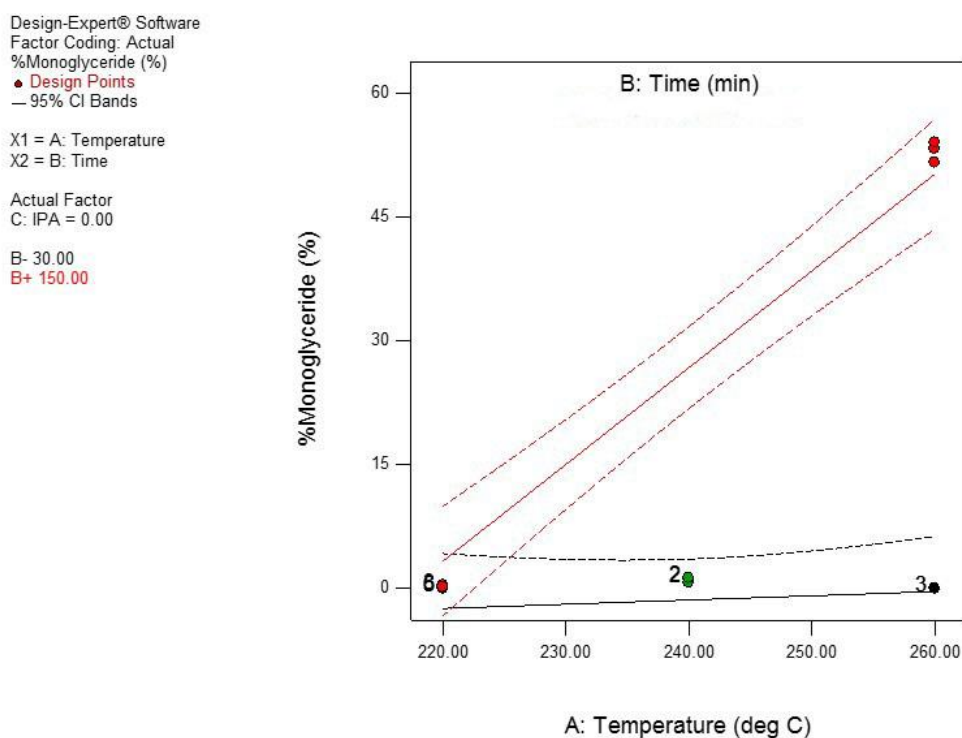 Design-Expert® Software
Factor Coding: Actual
%Monoglyceride (%)
Design Points
95% CI Bands
X1 = A: Temperature
X2 = B: Time
Actual Factor
C: IPA = 0.00
B- 30.00
B+ 150.00
B: Time (min)
%Monoglyceride (%)
60
45
30
15
0
2
3
220.00
230.00
240.00
250.00
260.00
A: Temperature (deg C)